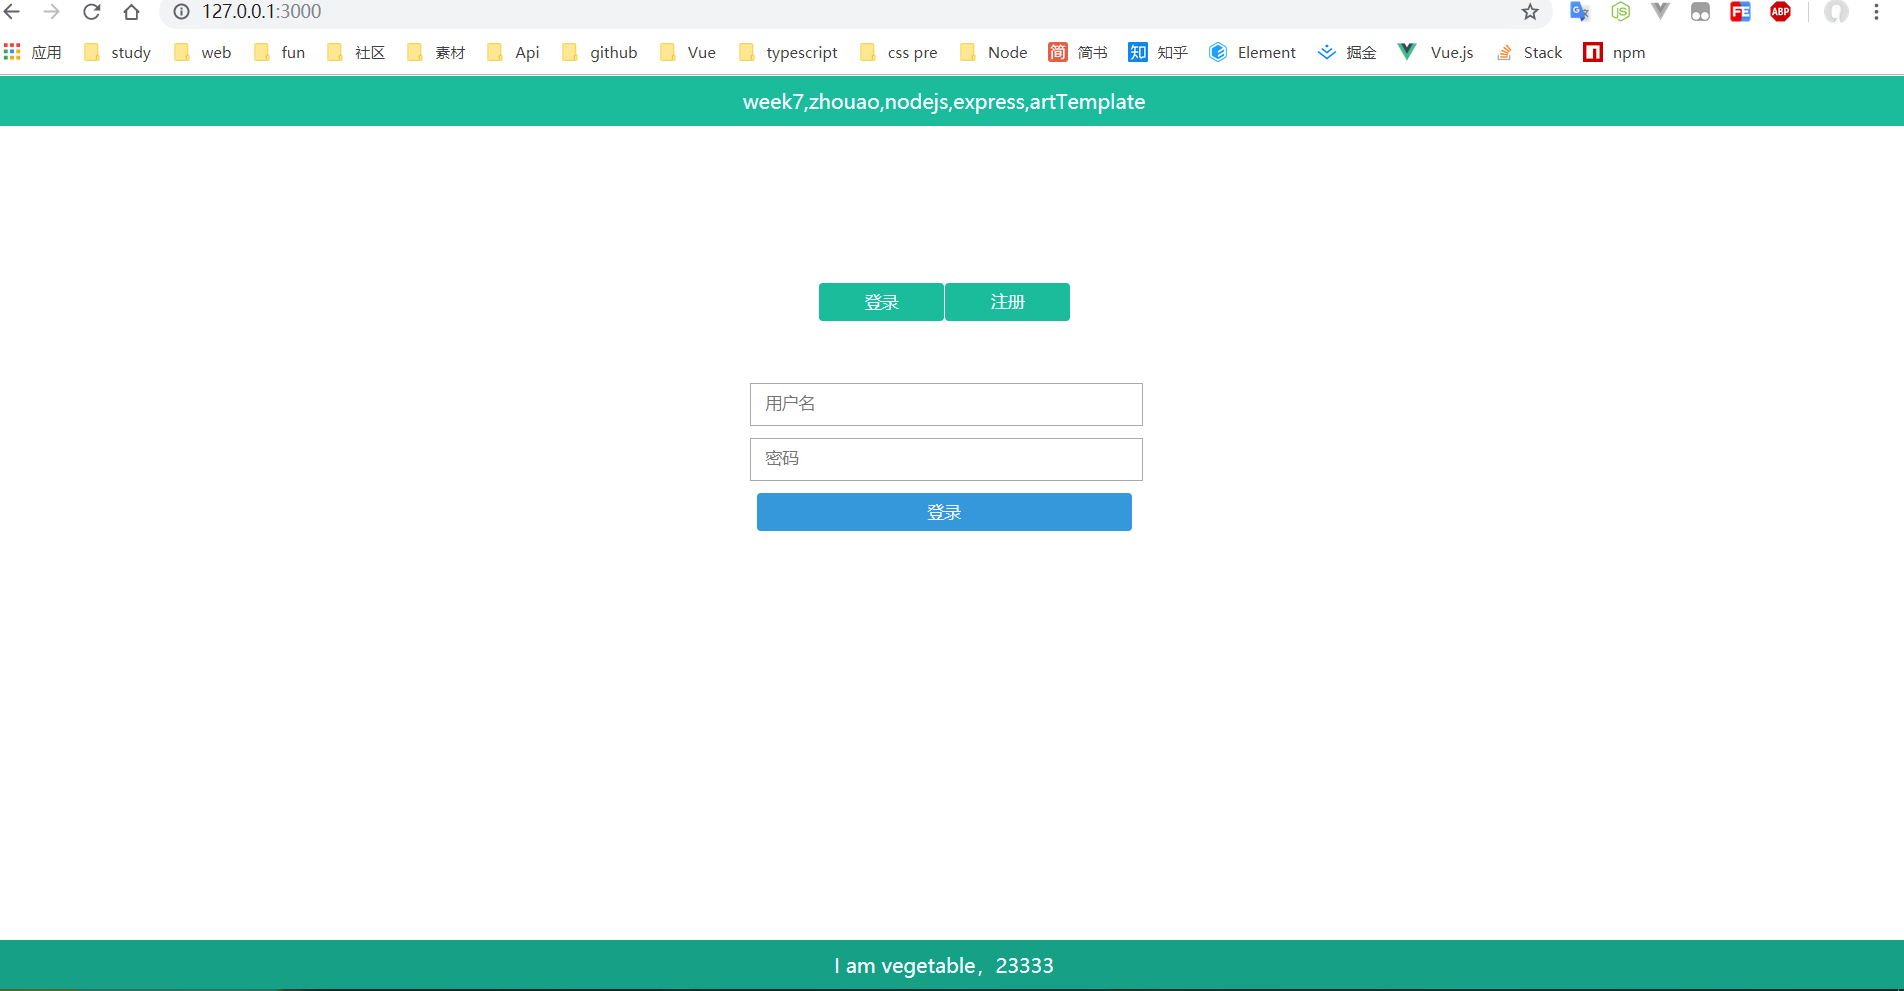 127.0.0.1:3000
应用 study web fun 社区 素材 Api github Vue typescript css pre Node 简 简书 知 知乎 Element 掘金 Vue.js Stack npm
week7,zhouao,nodejs,express,artTemplate
登录 注册
用户名
密码
登录
I am vegetable，23333